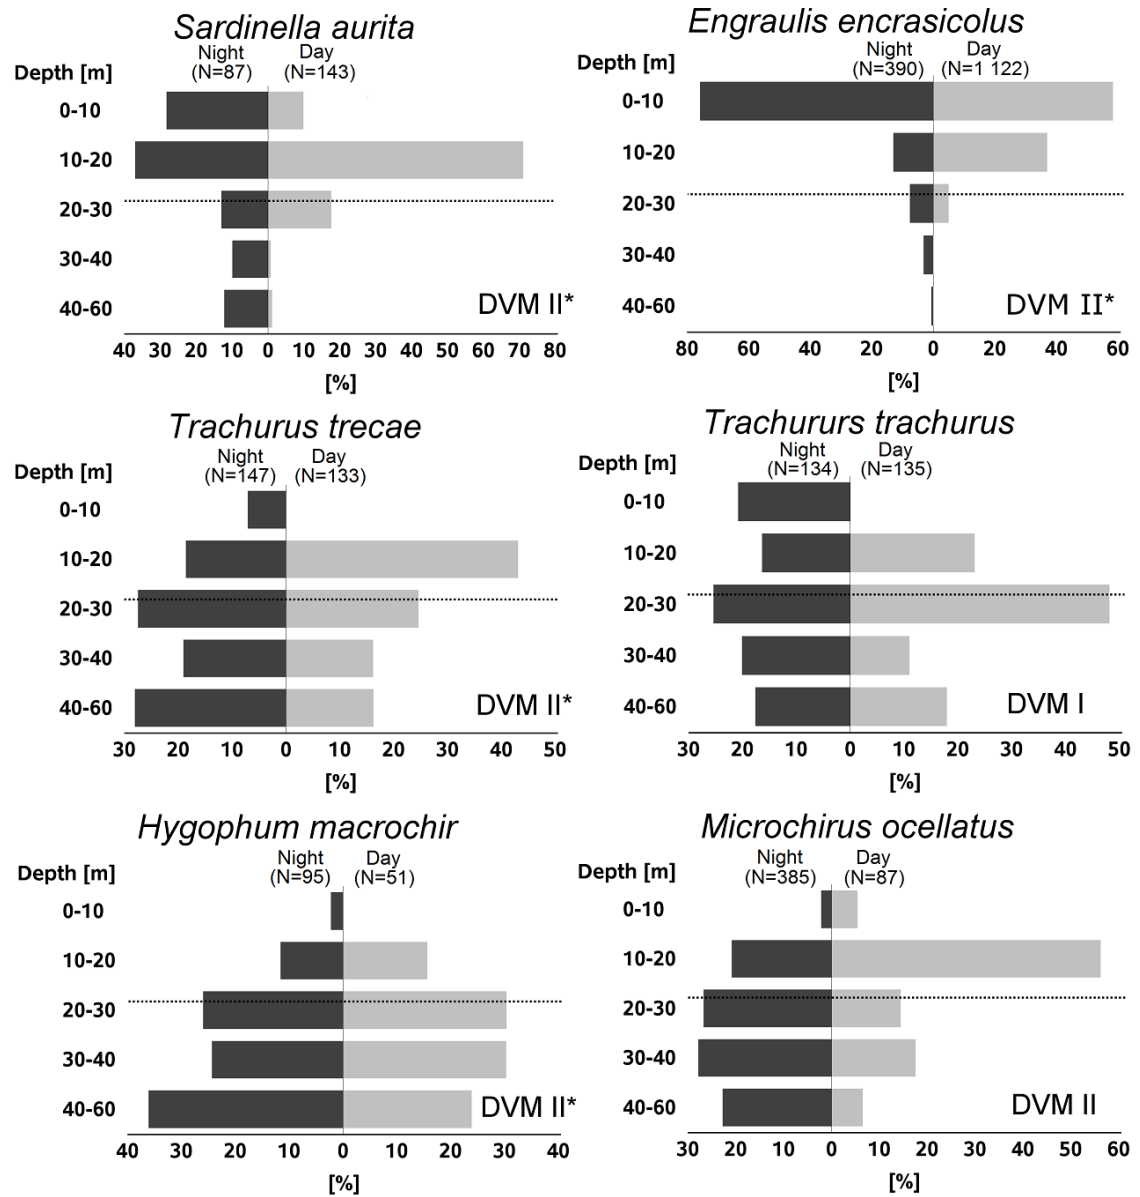 Sardinella aurita
Night Day
Depth [m] (N=87) (N=143)
0-10
10-20
20-30
30-40
40-60
DVM II*
40 30 20 10 0 10 20 30 40 50 60 70 80
[%]
Engraulis encrasicolus
Night Day
Depth [m] (N=390) (N=1 122)
0-10
10-20
20-30
30-40
40-60
DVM II*
80 60 40 20 0 20 40 60
[%]
Trachurus trecae
Night Day
Depth [m] (N=147) (N=133)
0-10
10-20
20-30
30-40
40-60
DVM II*
30 20 10 0 10 20 30 40 50
[%]
Trachururs trachurus
Night Day
Depth [m] (N=134) (N=135)
0-10
10-20
20-30
30-40
40-60
DVM I
30 20 10 0 10 20 30 40 50
[%]
Hygophum macrochir
Night Day
Depth [m] (N=95) (N=51)
0-10
10-20
20-30
30-40
40-60
DVM II*
40 30 20 10 0 10 20 30 40
[%]
Microchirus ocellatus
Night Day
Depth [m] (N=385) (N=87)
0-10
10-20
20-30
30-40
40-60
DVM II
30 20 10 0 10 20 30 40 50 60
[%]